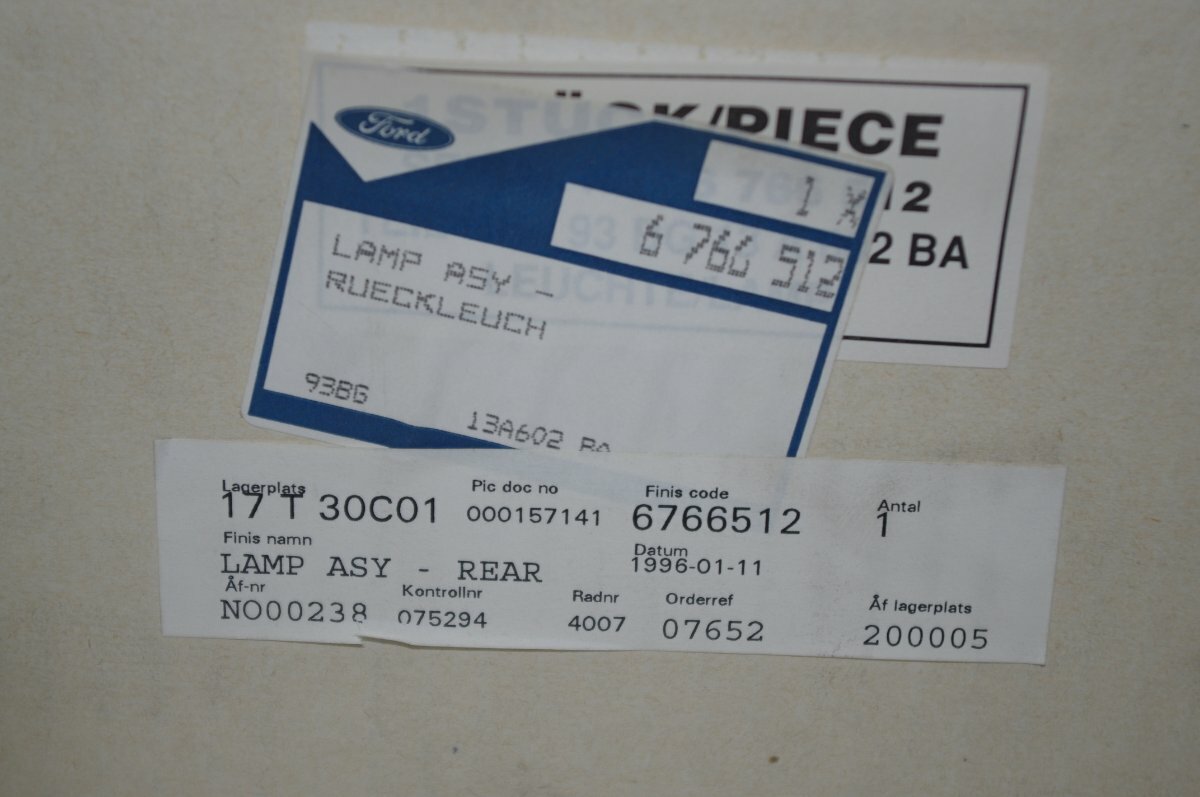 STÜCK/PIECE
12
2 BA
Ford
1 X
6 766 512
LAMP ASY _
RUECKLEUCH
93BG 13A602 BA
Lagerplats Pic doc no Finis code Antal
17 T 30C01 000157141 6766512 1
Finis namn Datum
LAMP ASY - REAR 1996-01-11
Åf-nr Kontrollnr Radnr Orderref Åf lagerplats
NO00238 075294 4007 07652 200005